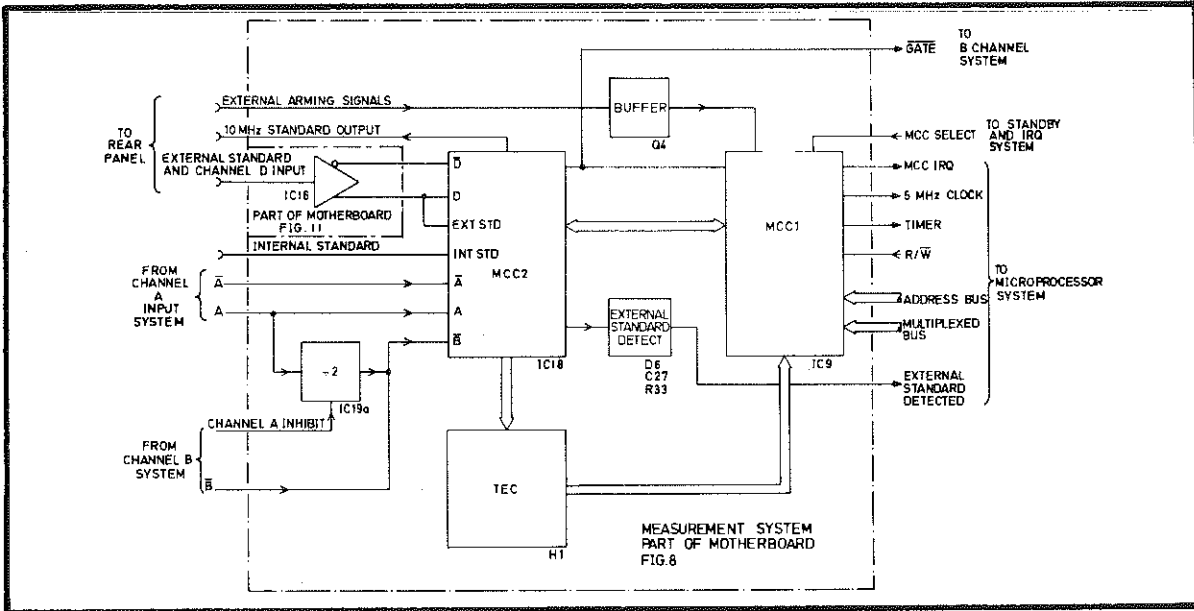 GATE
TO
B CHANNEL
SYSTEM
EXTERNAL ARMING SIGNALS
BUFFER
Q4
TO
REAR
PANEL
10 MHz STANDARD OUTPUT
EXTERNAL STANDARD
AND CHANNEL D INPUT
IC16
PART OF MOTHERBOARD
FIG. 11
INTERNAL STANDARD
FROM
CHANNEL
A
INPUT
SYSTEM
A̅
A
÷2
IC19a
CHANNEL A INHIBIT
FROM
CHANNEL B
SYSTEM
B̅
D̅
D
EXT STD
INT STD
MCC2
A̅
A
B̅
IC18
EXTERNAL
STANDARD
DETECT
D6
C27
R33
TEC
H1
MCC1
IC9
MCC SELECT
TO STANDBY
AND IRQ
SYSTEM
MCC IRQ
5 MHz CLOCK
TIMER
R/W̅
ADDRESS BUS
MULTIPLEXED
BUS
EXTERNAL
STANDARD
DETECTED
TO
MICROPROCESSOR
SYSTEM
MEASUREMENT SYSTEM
PART OF MOTHERBOARD
FIG.8